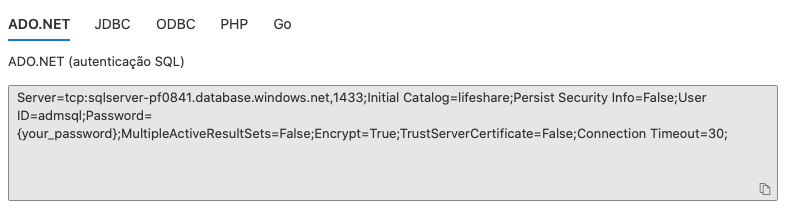 ADO.NET JDBC ODBC PHP Go
ADO.NET (autenticação SQL)
Server=tcp:sqlserver-pf0841.database.windows.net,1433;Initial Catalog=lifeshare;Persist Security Info=False;User
ID=admsql;Password=
{your_password};MultipleActiveResultSets=False;Encrypt=True;TrustServerCertificate=False;Connection Timeout=30;